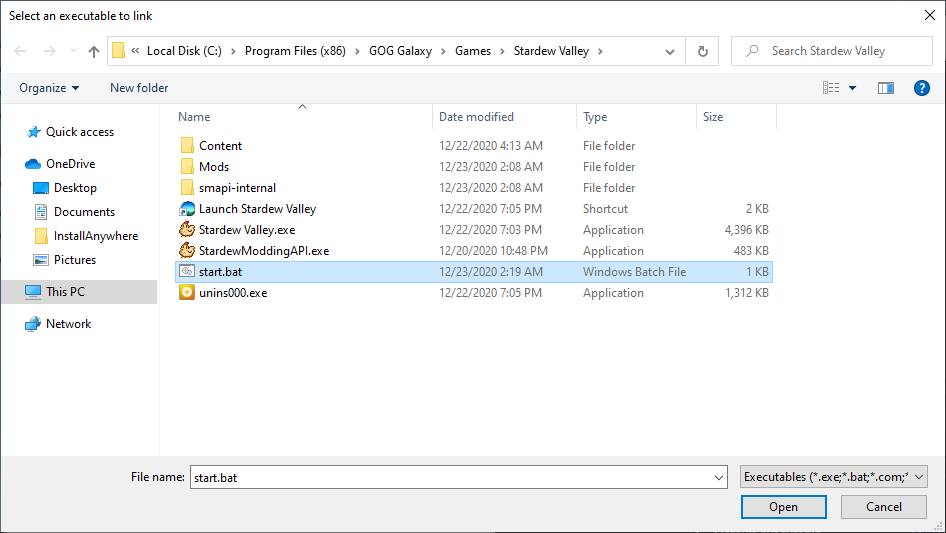 Select an executable to link
« Local Disk (C:) > Program Files (x86) > GOG Galaxy > Games > Stardew Valley >
Search Stardew Valley
Organize
New folder
Quick access
OneDrive
Desktop
Documents
InstallAnywhere
Pictures
This PC
Network
Name Date modified Type Size
Content 12/22/2020 4:13 AM File folder
Mods 12/23/2020 2:08 AM File folder
smapi-internal 12/23/2020 2:08 AM File folder
Launch Stardew Valley 12/22/2020 7:05 PM Shortcut 2 KB
Stardew Valley.exe 12/22/2020 7:03 PM Application 4,396 KB
StardewModdingAPI.exe 12/20/2020 10:48 PM Application 483 KB
start.bat 12/23/2020 2:19 AM Windows Batch File 1 KB
unins000.exe 12/22/2020 7:05 PM Application 1,312 KB
File name: start.bat
Executables (*.exe;*.bat;*.com;*
Open
Cancel